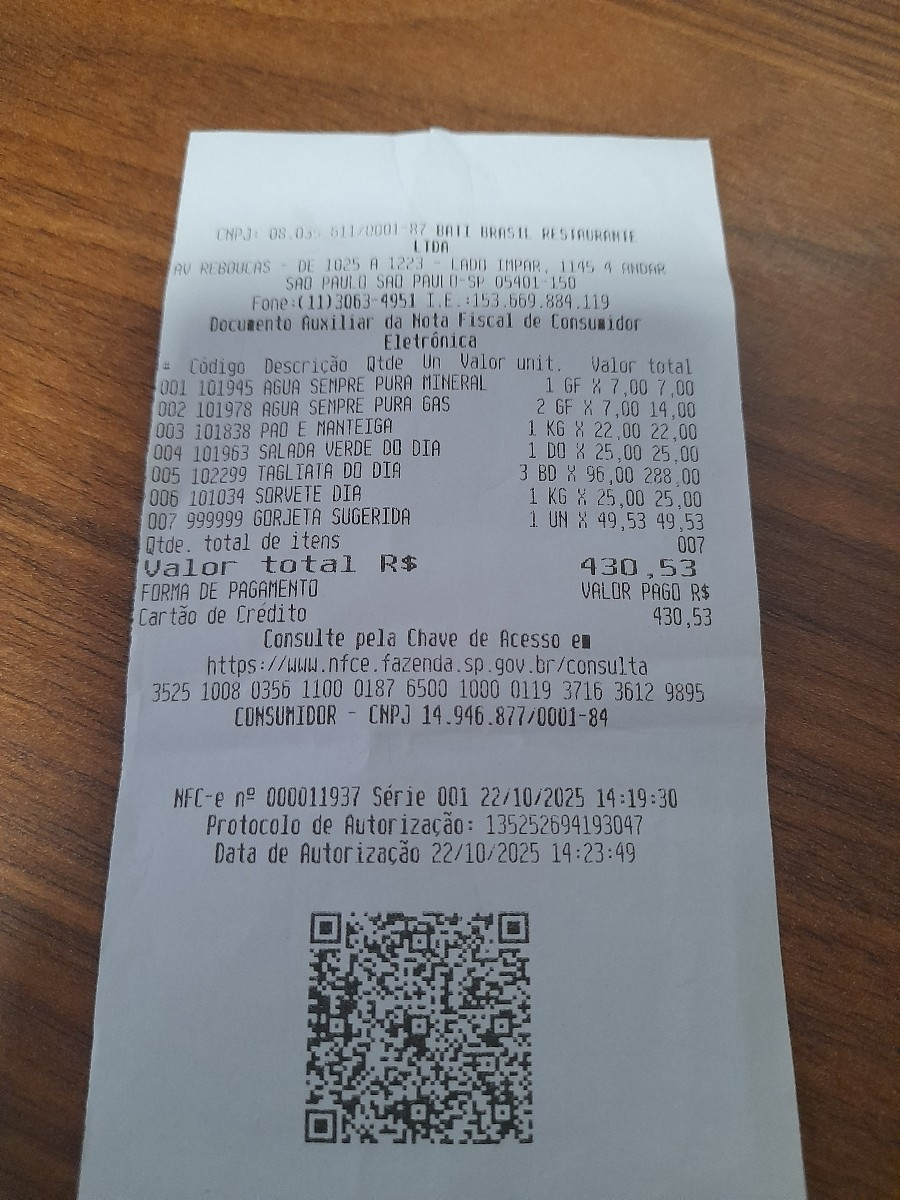 CNPJ: 08.035.611/0001-87 BATI BRASIL RESTAURANTE
LTDA
AV REBOUCAS - DE 1025 A 1223 - LADO IMPAR, 1145 4 ANDAR
SAO PAULO SAO PAULO-SP 05401-150
Fone:(11)3063-4951 I.E.:153.669.884.119
Documento Auxiliar da Nota Fiscal de Consumidor
Eletrônica
# Código Descrição Qtde Un Valor unit. Valor total
001 101945 AGUA SEMPRE PURA MINERAL 1 GF X 7,00 7,00
002 101978 AGUA SEMPRE PURA GAS 2 GF X 7,00 14,00
003 101838 PAO E MANTEIGA 1 KG X 22,00 22,00
004 101963 SALADA VERDE DO DIA 1 DO X 25,00 25,00
005 102299 TAGLIATA DO DIA 3 BD X 96,00 288,00
006 101034 SORVETE DIA 1 KG X 25,00 25,00
007 999999 GORJETA SUGERIDA 1 UN X 49,53 49,53
Qtde. total de itens 007
Valor total R$ 430,53
FORMA DE PAGAMENTO VALOR PAGO R$
Cartão de Crédito 430,53
Consulte pela Chave de Acesso em
https://www.nfce.fazenda.sp.gov.br/consulta
3525 1008 0356 1100 0187 6500 1000 0119 3716 3612 9895
CONSUMIDOR - CNPJ 14.946.877/0001-84
NFC-e nº 000011937 Série 001 22/10/2025 14:19:30
Protocolo de Autorização: 135252694193047
Data de Autorização 22/10/2025 14:23:49